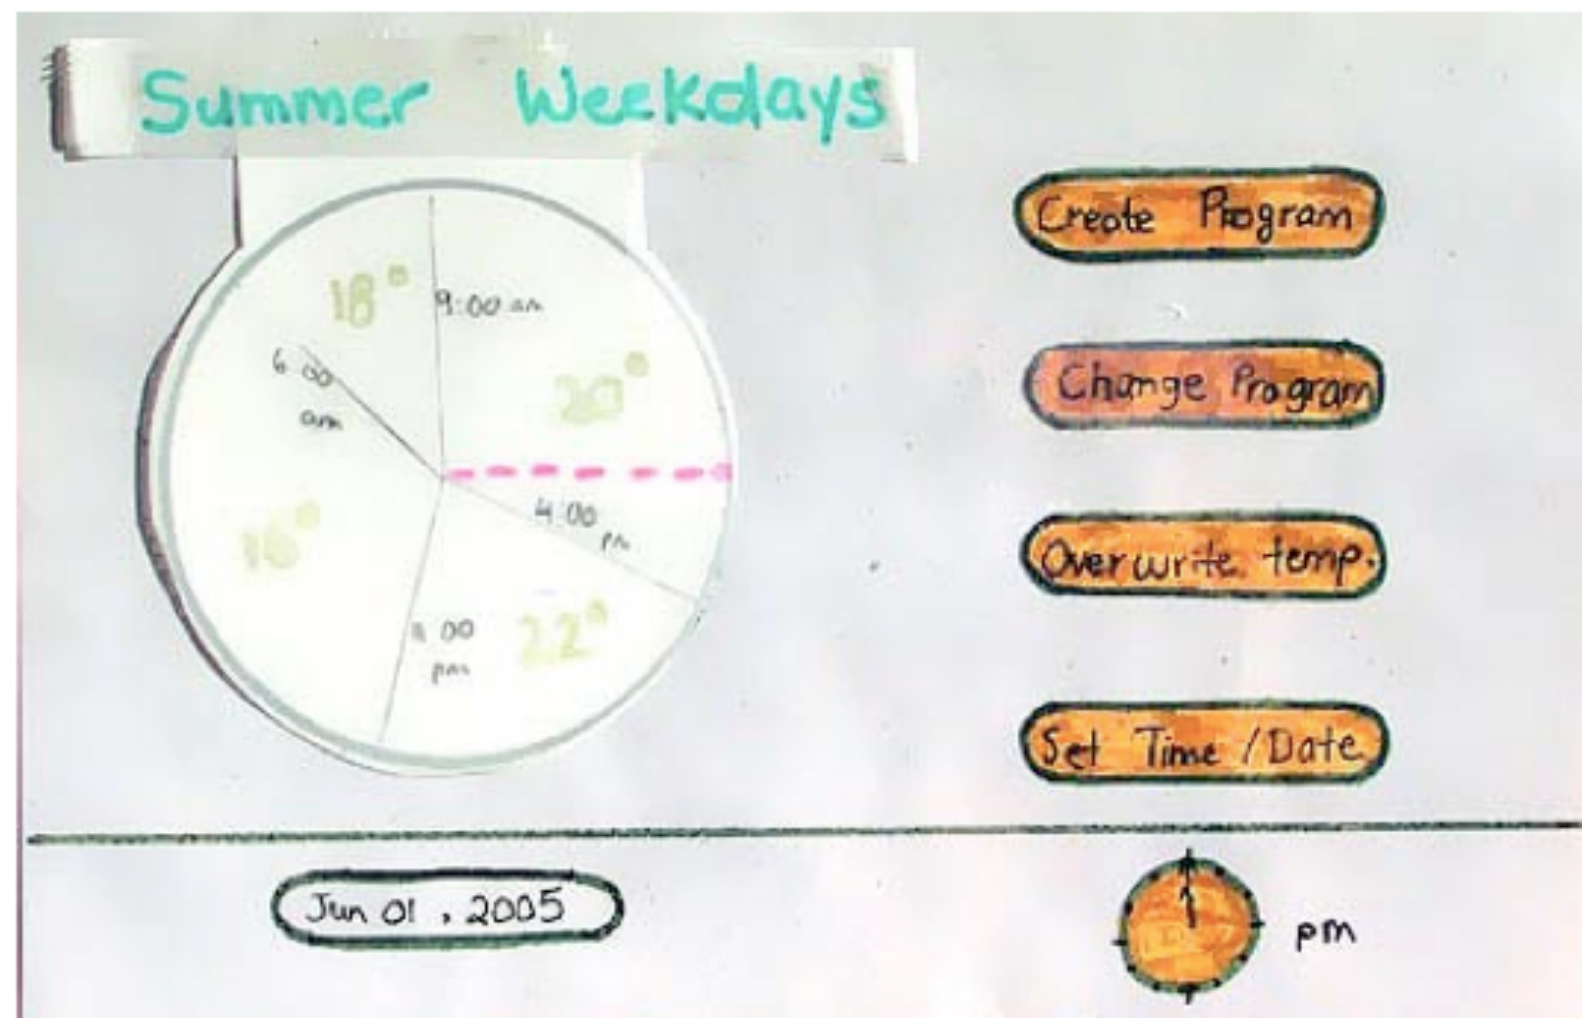 Summer Weekdays
Create Program
18°
9:00 am
6:00
am
20°
Change Program
4:00
pm
16°
Overwrite temp.
:00
pm
22°
Set Time / Date
Jun 01, 2005
pm